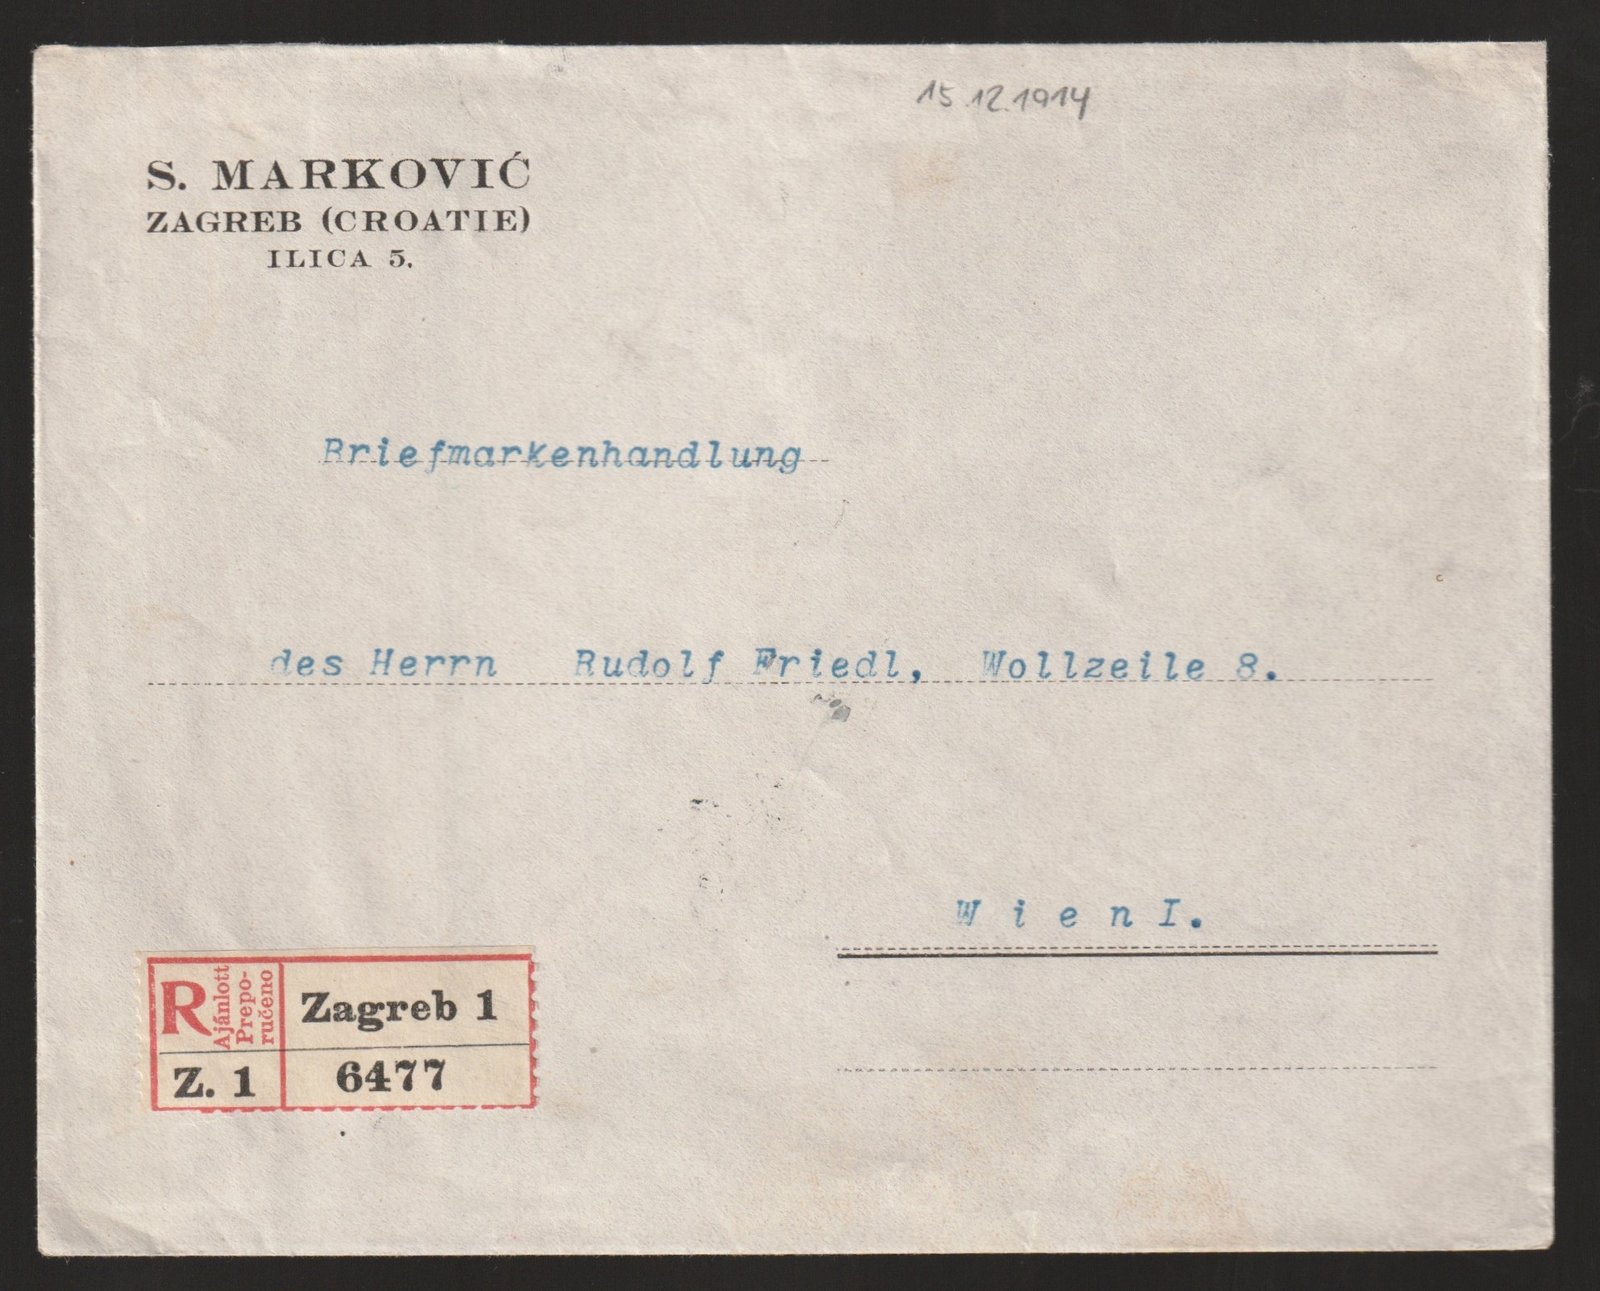 15.12.1914
S. MARKOVIĆ
ZAGREB (CROATIE)
ILICA 5.
Briefmarkenhandlung
des Herrn Rudolf Friedl, Wollzeile 8.
Wien I.
R
Ajánlott
Prepo-
ručeno
Zagreb 1
Z. 1
6477